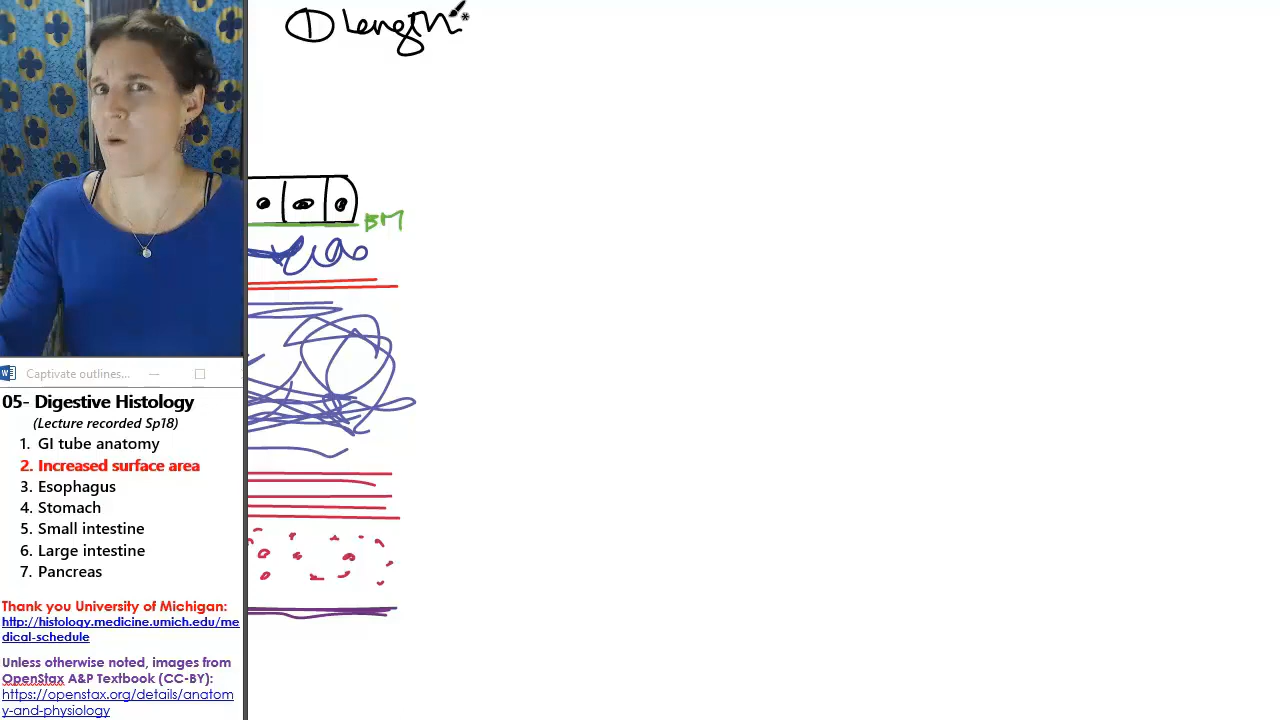 ① Length
BM
Captivate outlines...
05- Digestive Histology
(Lecture recorded Sp18)
1. GI tube anatomy
2. Increased surface area
3. Esophagus
4. Stomach
5. Small intestine
6. Large intestine
7. Pancreas
Thank you University of Michigan:
http://histology.medicine.umich.edu/me
dical-schedule
Unless otherwise noted, images from
OpenStax A&P Textbook (CC-BY):
https://openstax.org/details/anatom
y-and-physiology